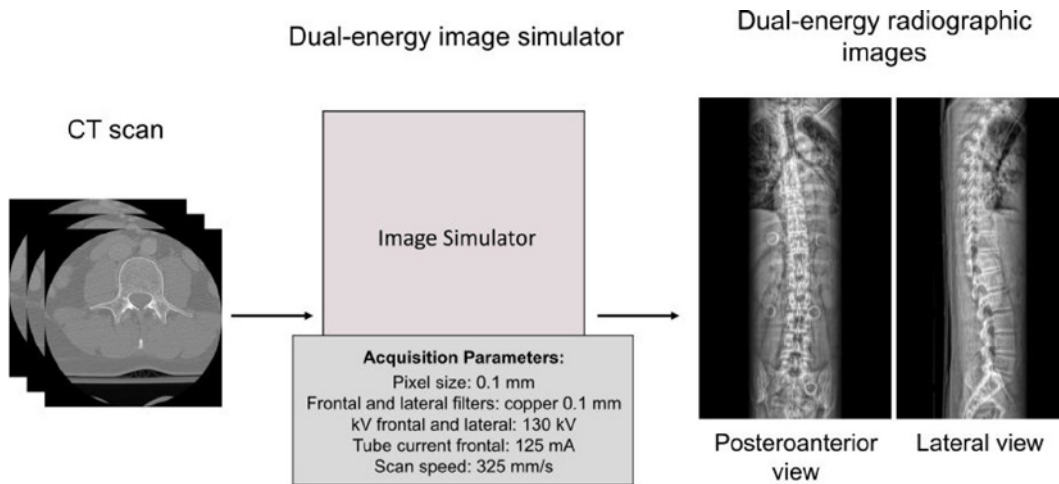 Dual-energy image simulator
Dual-energy radiographic
images
CT scan
Image Simulator
Acquisition Parameters:
Pixel size: 0.1 mm
Frontal and lateral filters: copper 0.1 mm
kV frontal and lateral: 130 kV
Tube current frontal: 125 mA
Scan speed: 325 mm/s
Posteroanterior
view
Lateral view